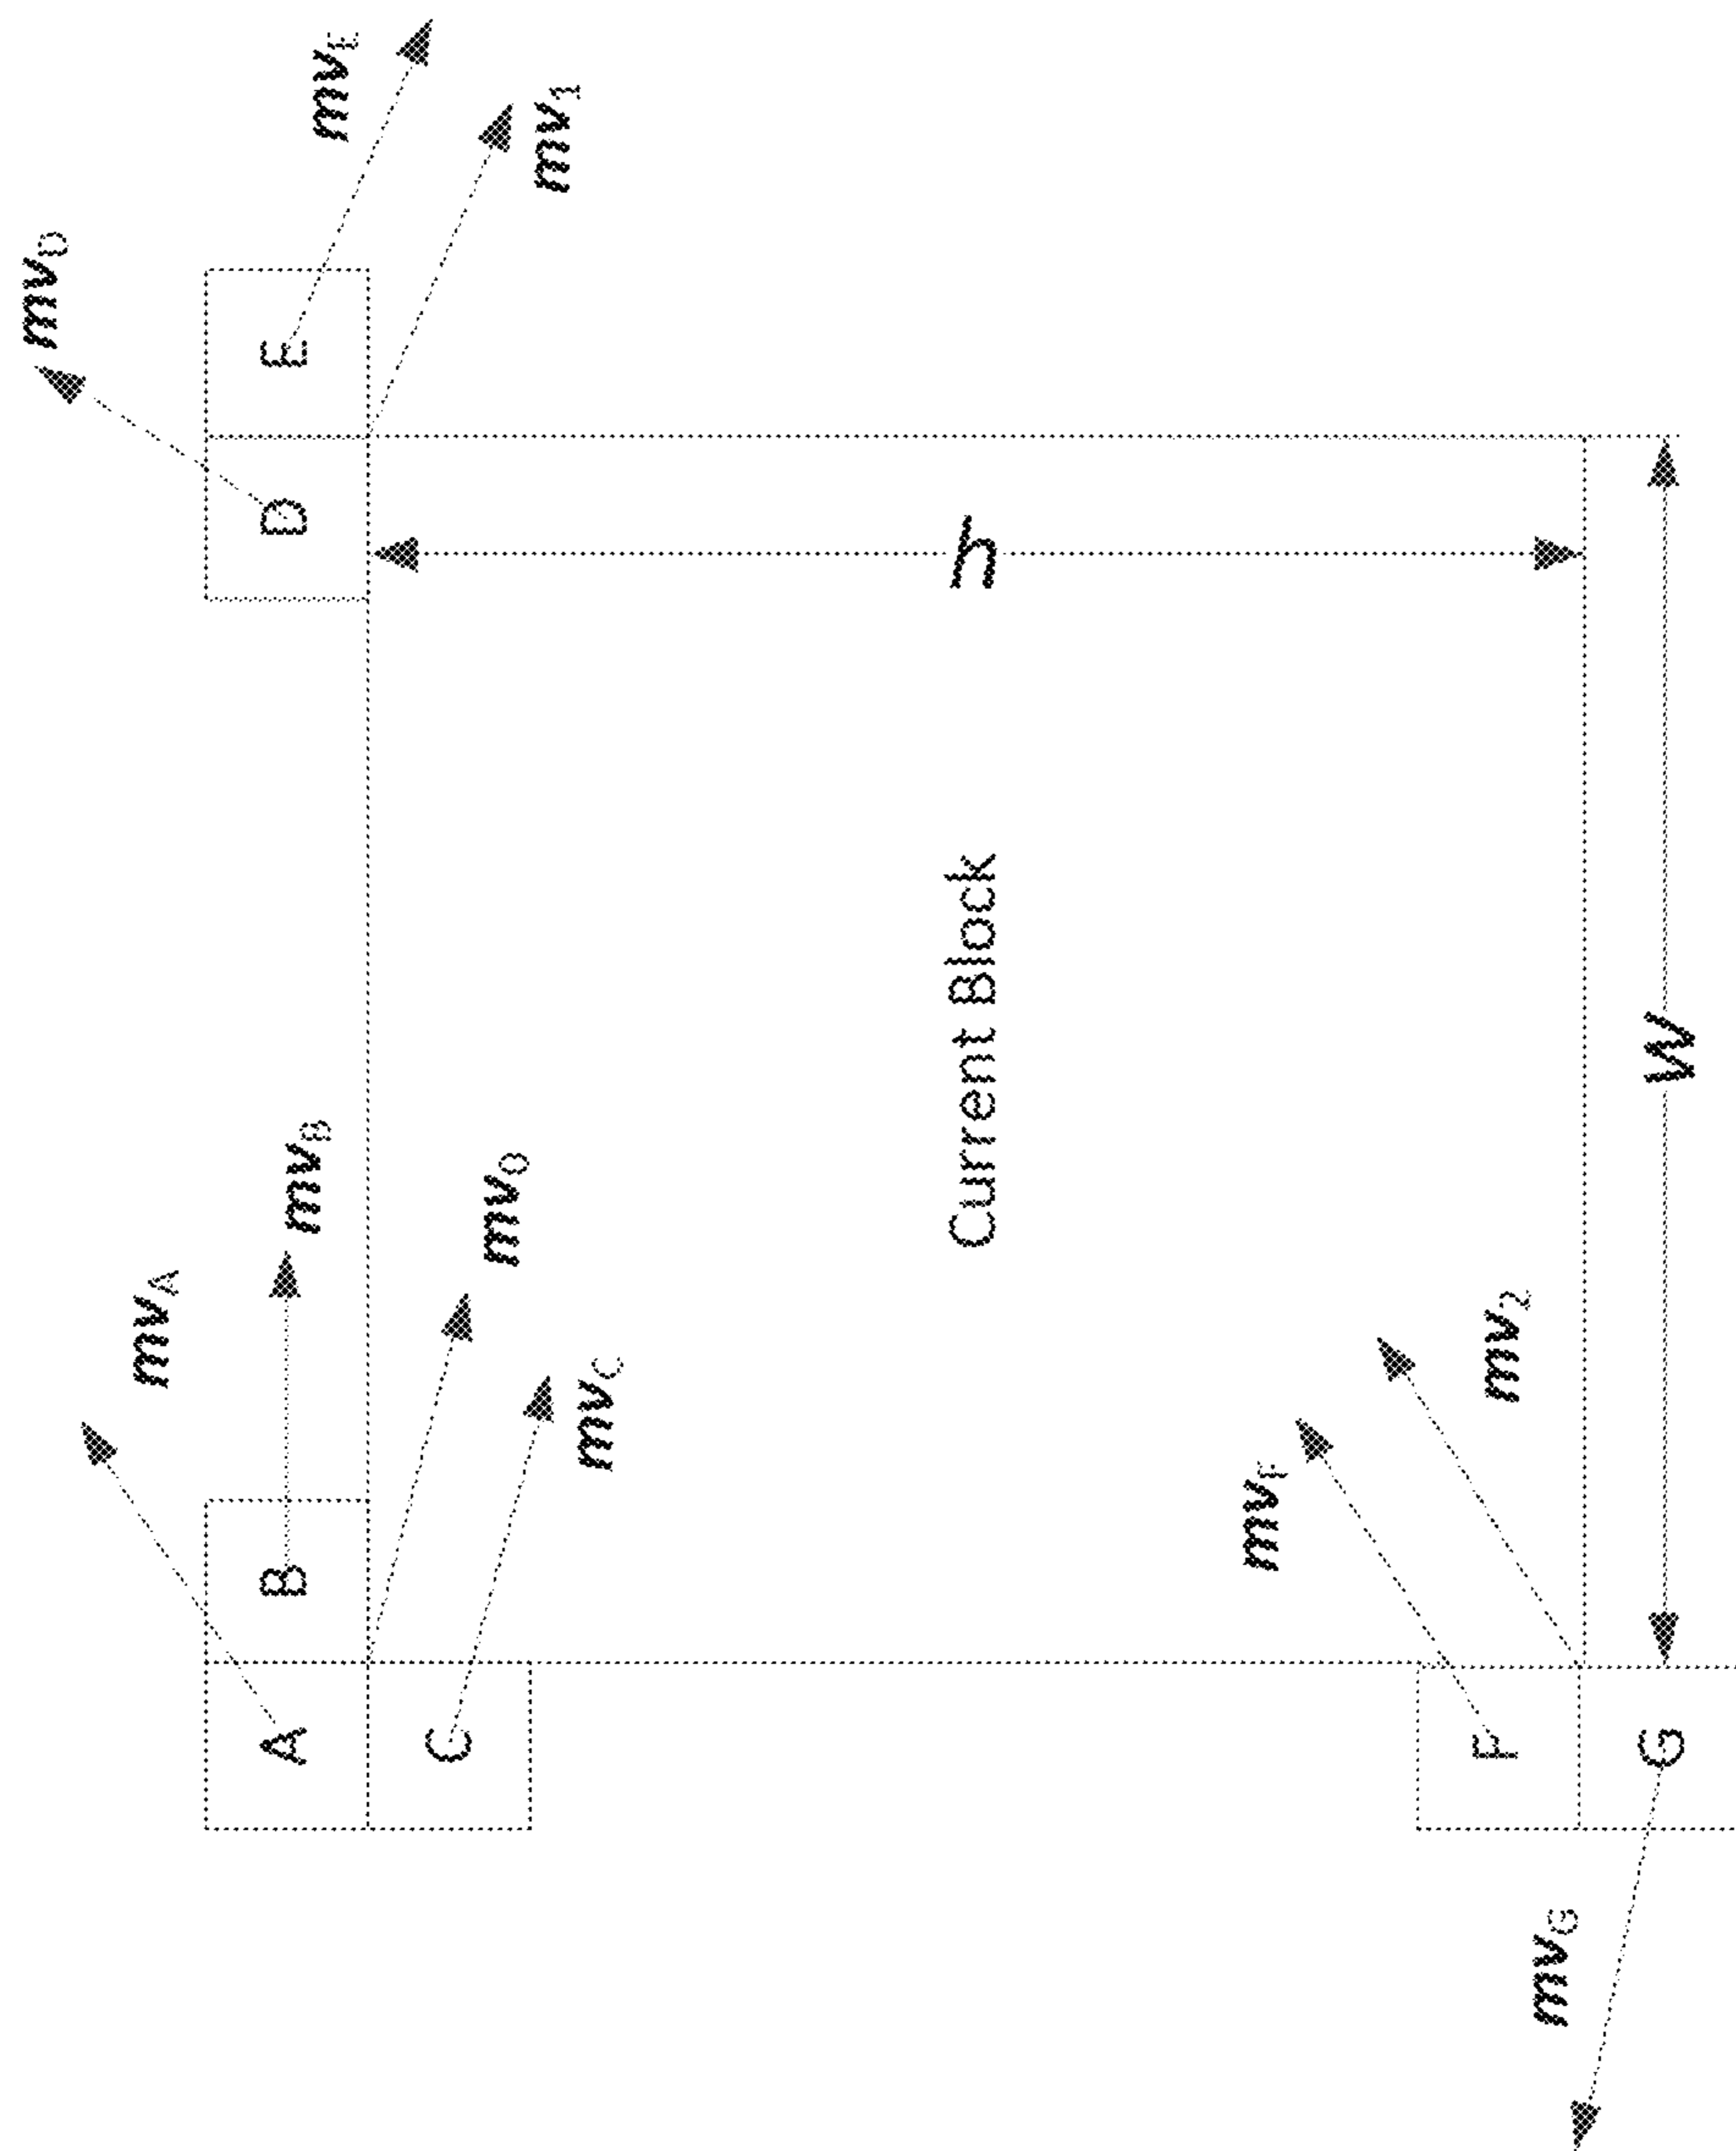 mv_D
mv_A
A
B
D
E
mv_B
mv_E
C
mv_0
mv_1
mv_C
Current Block
h
mv_F
F
mv_2
mv_G
G
W